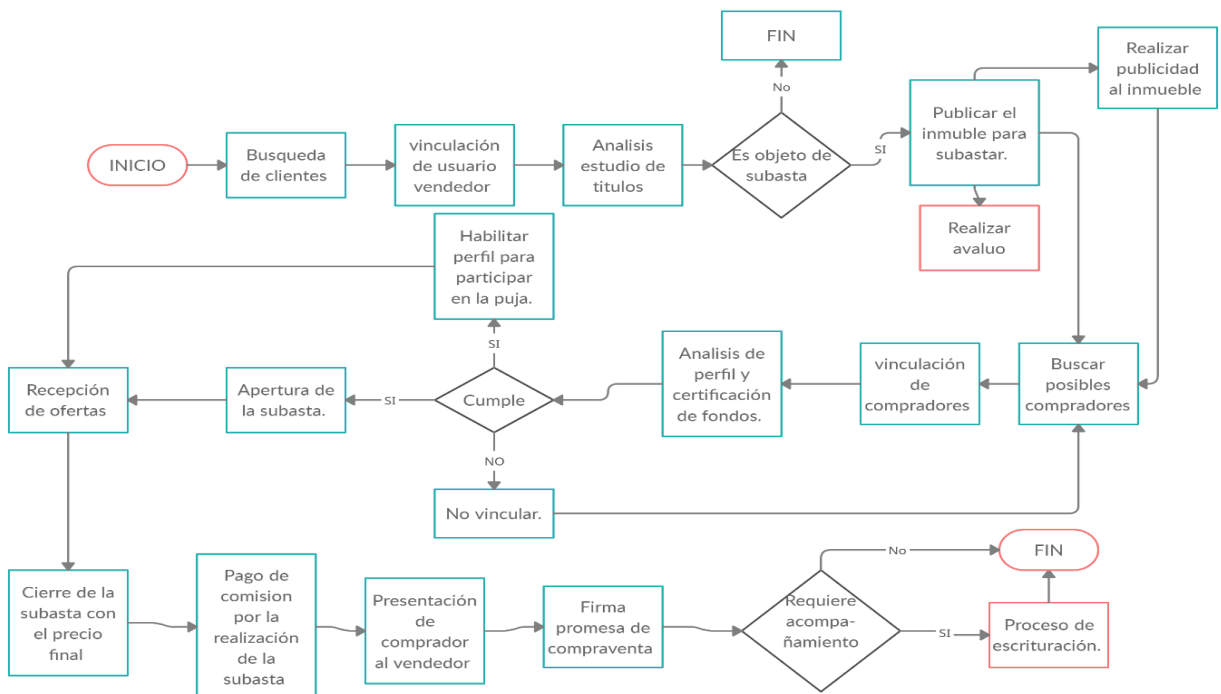 INICIO
Busqueda
de clientes
vinculación
de usuario
vendedor
Analisis
estudio de
titulos
Es objeto de
subasta
No
FIN
SI
Publicar el
inmuble para
subastar.
Realizar
publicidad
al inmueble
Realizar
avaluo
Buscar
posibles
compradores
vinculación
de
compradores
Analisis de
perfil y
certificación
de fondos.
Cumple
SI
Habilitar
perfil para
participar
en la puja.
SI
Apertura de
la subasta.
NO
No vincular.
Recepción
de ofertas
Cierre de la
subasta con
el precio
final
Pago de
comision
por la
realización
de la
subasta
Presentación
de
comprador
al vendedor
Firma
promesa de
compraventa
Requiere
acompa-
ñamiento
No
FIN
SI
Proceso de
escrituración.